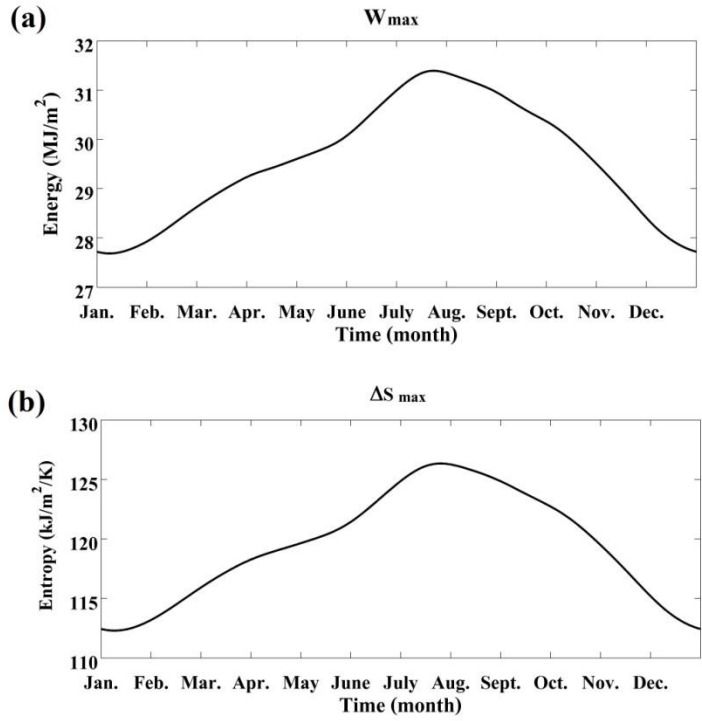 (a)
Wmax
Energy (MJ/m²)
32
31
30
29
28
27
Jan. Feb. Mar. Apr. May June July Aug. Sept. Oct. Nov. Dec.
Time (month)
(b)
ΔS max
Entropy (kJ/m²/K)
130
125
120
115
110
Jan. Feb. Mar. Apr. May June July Aug. Sept. Oct. Nov. Dec.
Time (month)